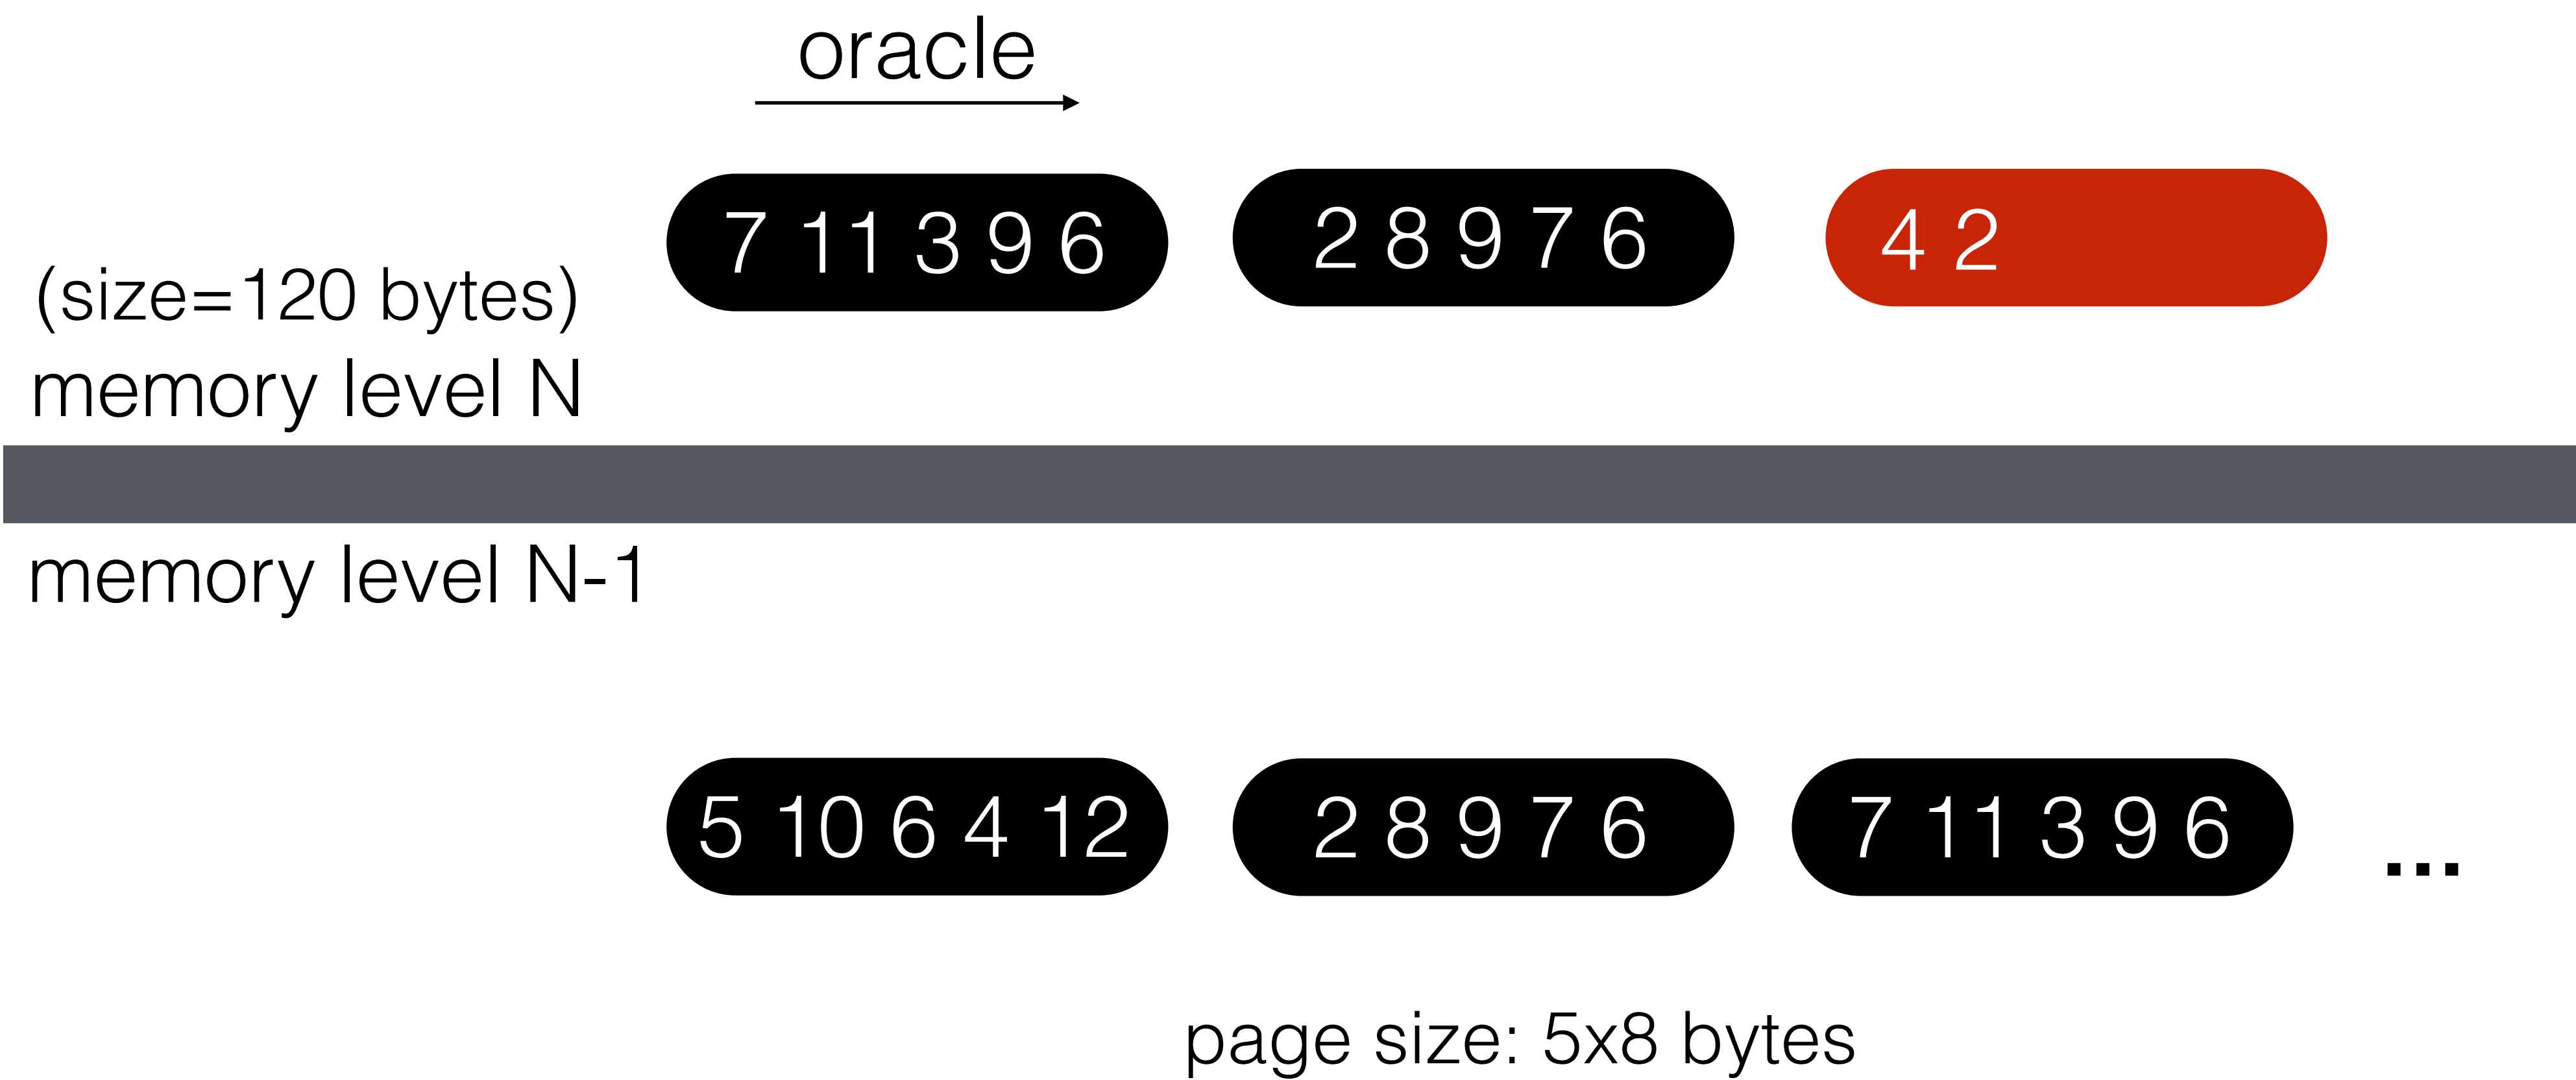 oracle
7 11 3 9 6
2 8 9 7 6
4 2
(size=120 bytes)
memory level N
memory level N-1
5 10 6 4 12
2 8 9 7 6
7 11 3 9 6
...
page size: 5x8 bytes